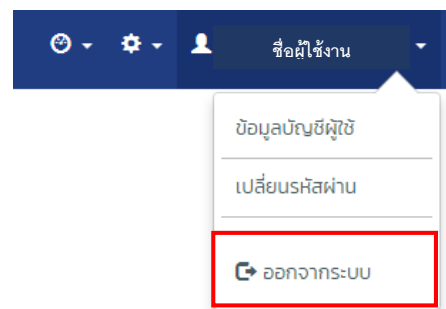 ชื่อผู้ใช้งาน
ข้อมูลบัญชีผู้ใช้
เปลี่ยนรหัสผ่าน
ออกจากระบบ